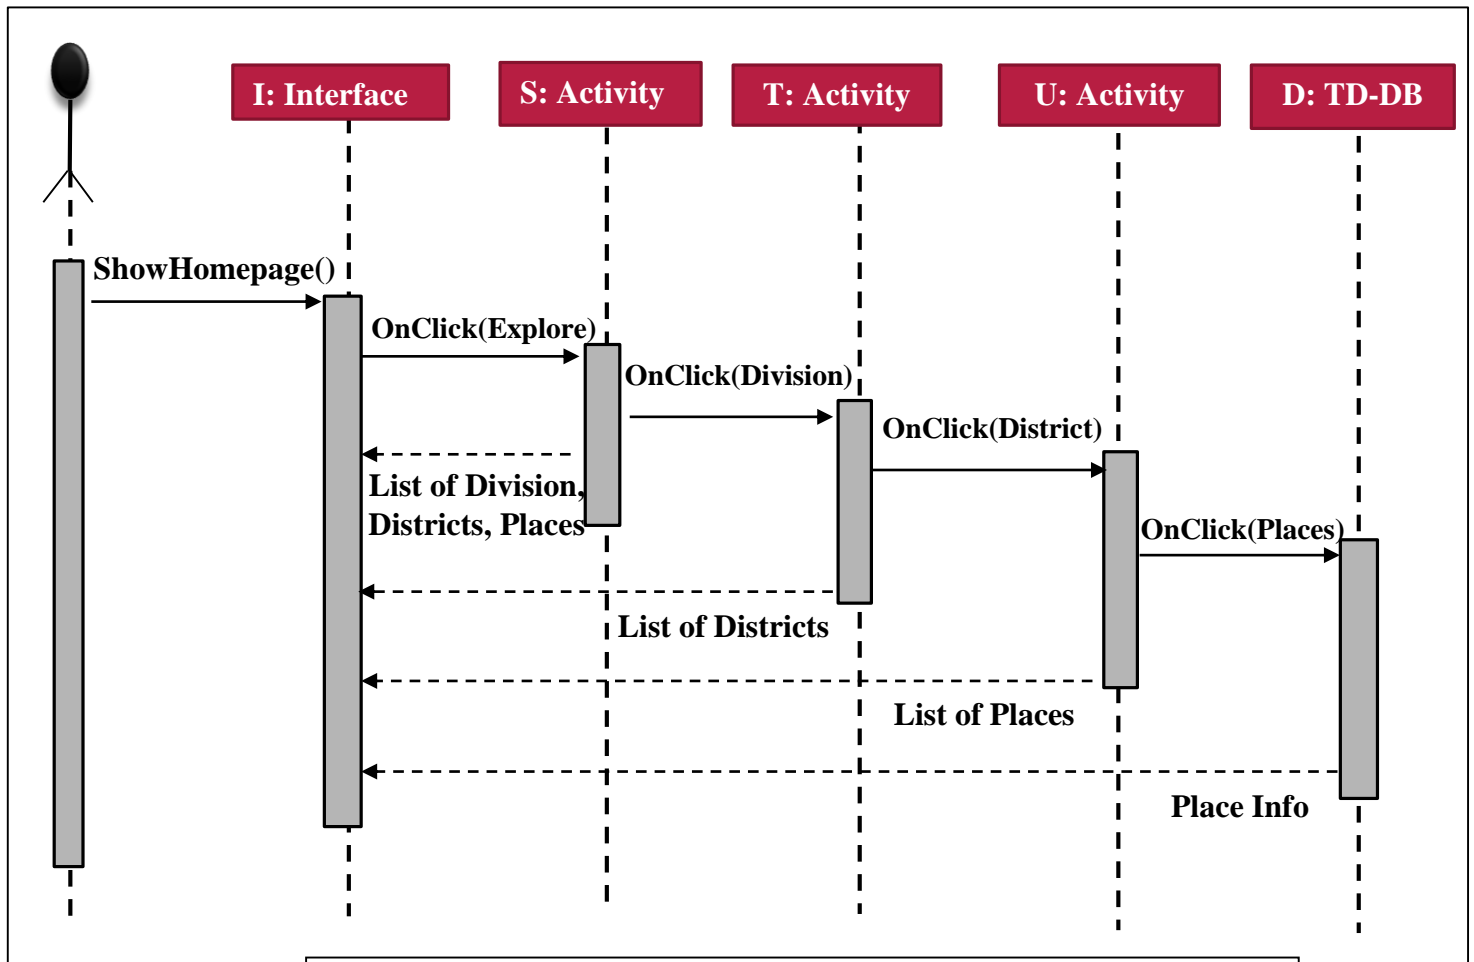 I: Interface
S: Activity
T: Activity
U: Activity
D: TD-DB
ShowHomepage()
OnClick(Explore)
OnClick(Division)
OnClick(District)
List of Division,
Districts, Places
OnClick(Places)
List of Districts
List of Places
Place Info